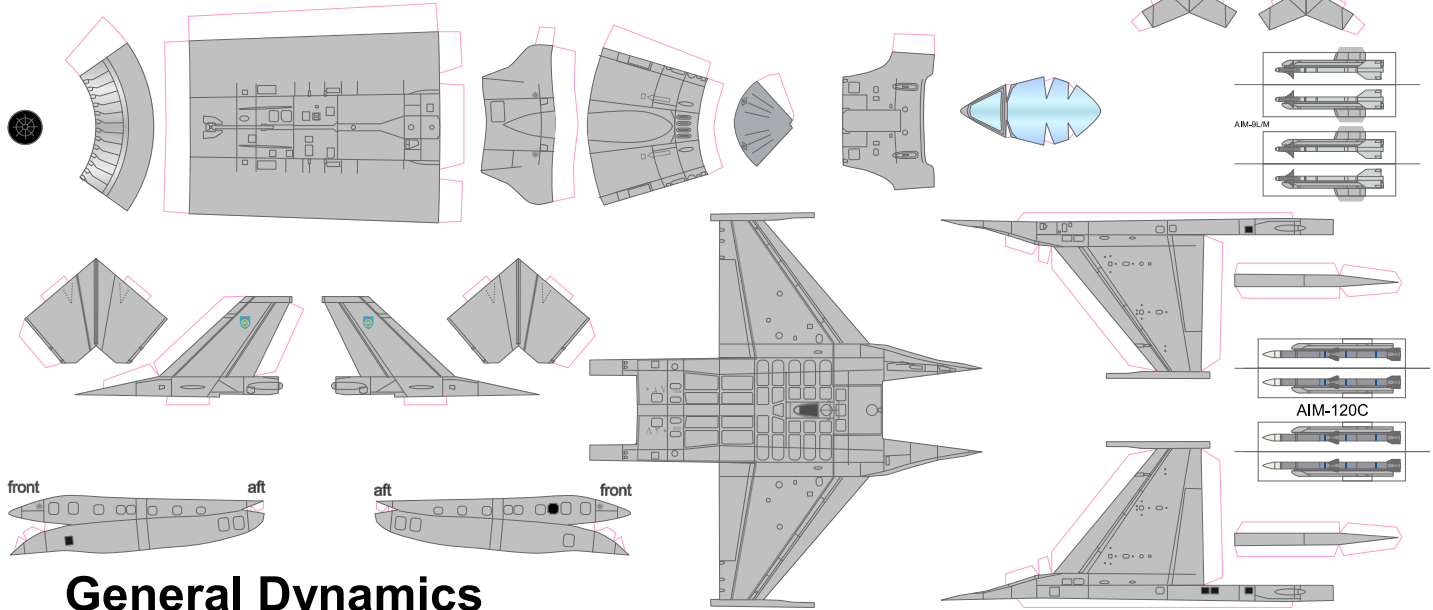 AIM-9L/M
AIM-120C
front
aft
aft
front
General Dynamics